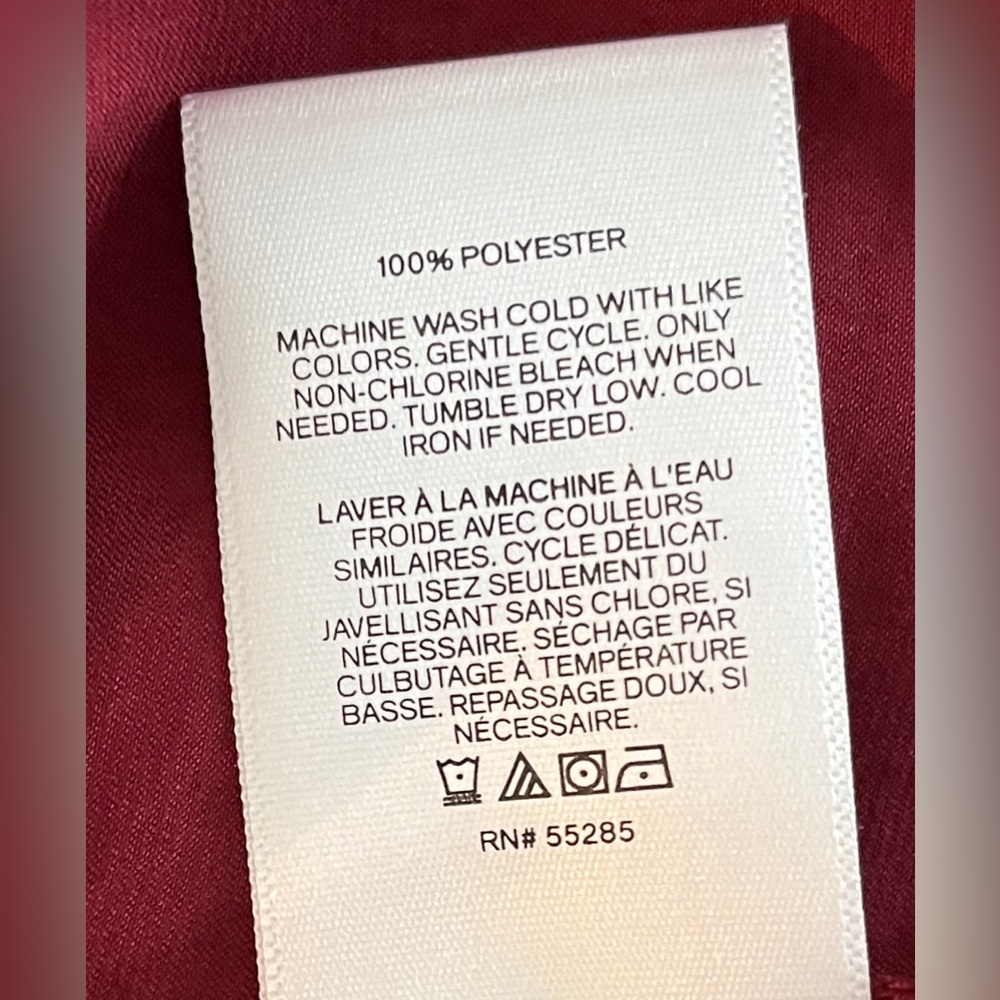 100% POLYESTER
MACHINE WASH COLD WITH LIKE
COLORS. GENTLE CYCLE. ONLY
NON-CHLORINE BLEACH WHEN
NEEDED. TUMBLE DRY LOW. COOL
IRON IF NEEDED.
LAVER À LA MACHINE À L'EAU
FROIDE AVEC COULEURS
SIMILAIRES. CYCLE DÉLICAT.
UTILISEZ SEULEMENT DU
JAVELLISANT SANS CHLORE, SI
NÉCESSAIRE. SÉCHAGE PAR
CULBUTAGE À TEMPÉRATURE
BASSE. REPASSAGE DOUX, SI
NÉCESSAIRE.
RN# 55285